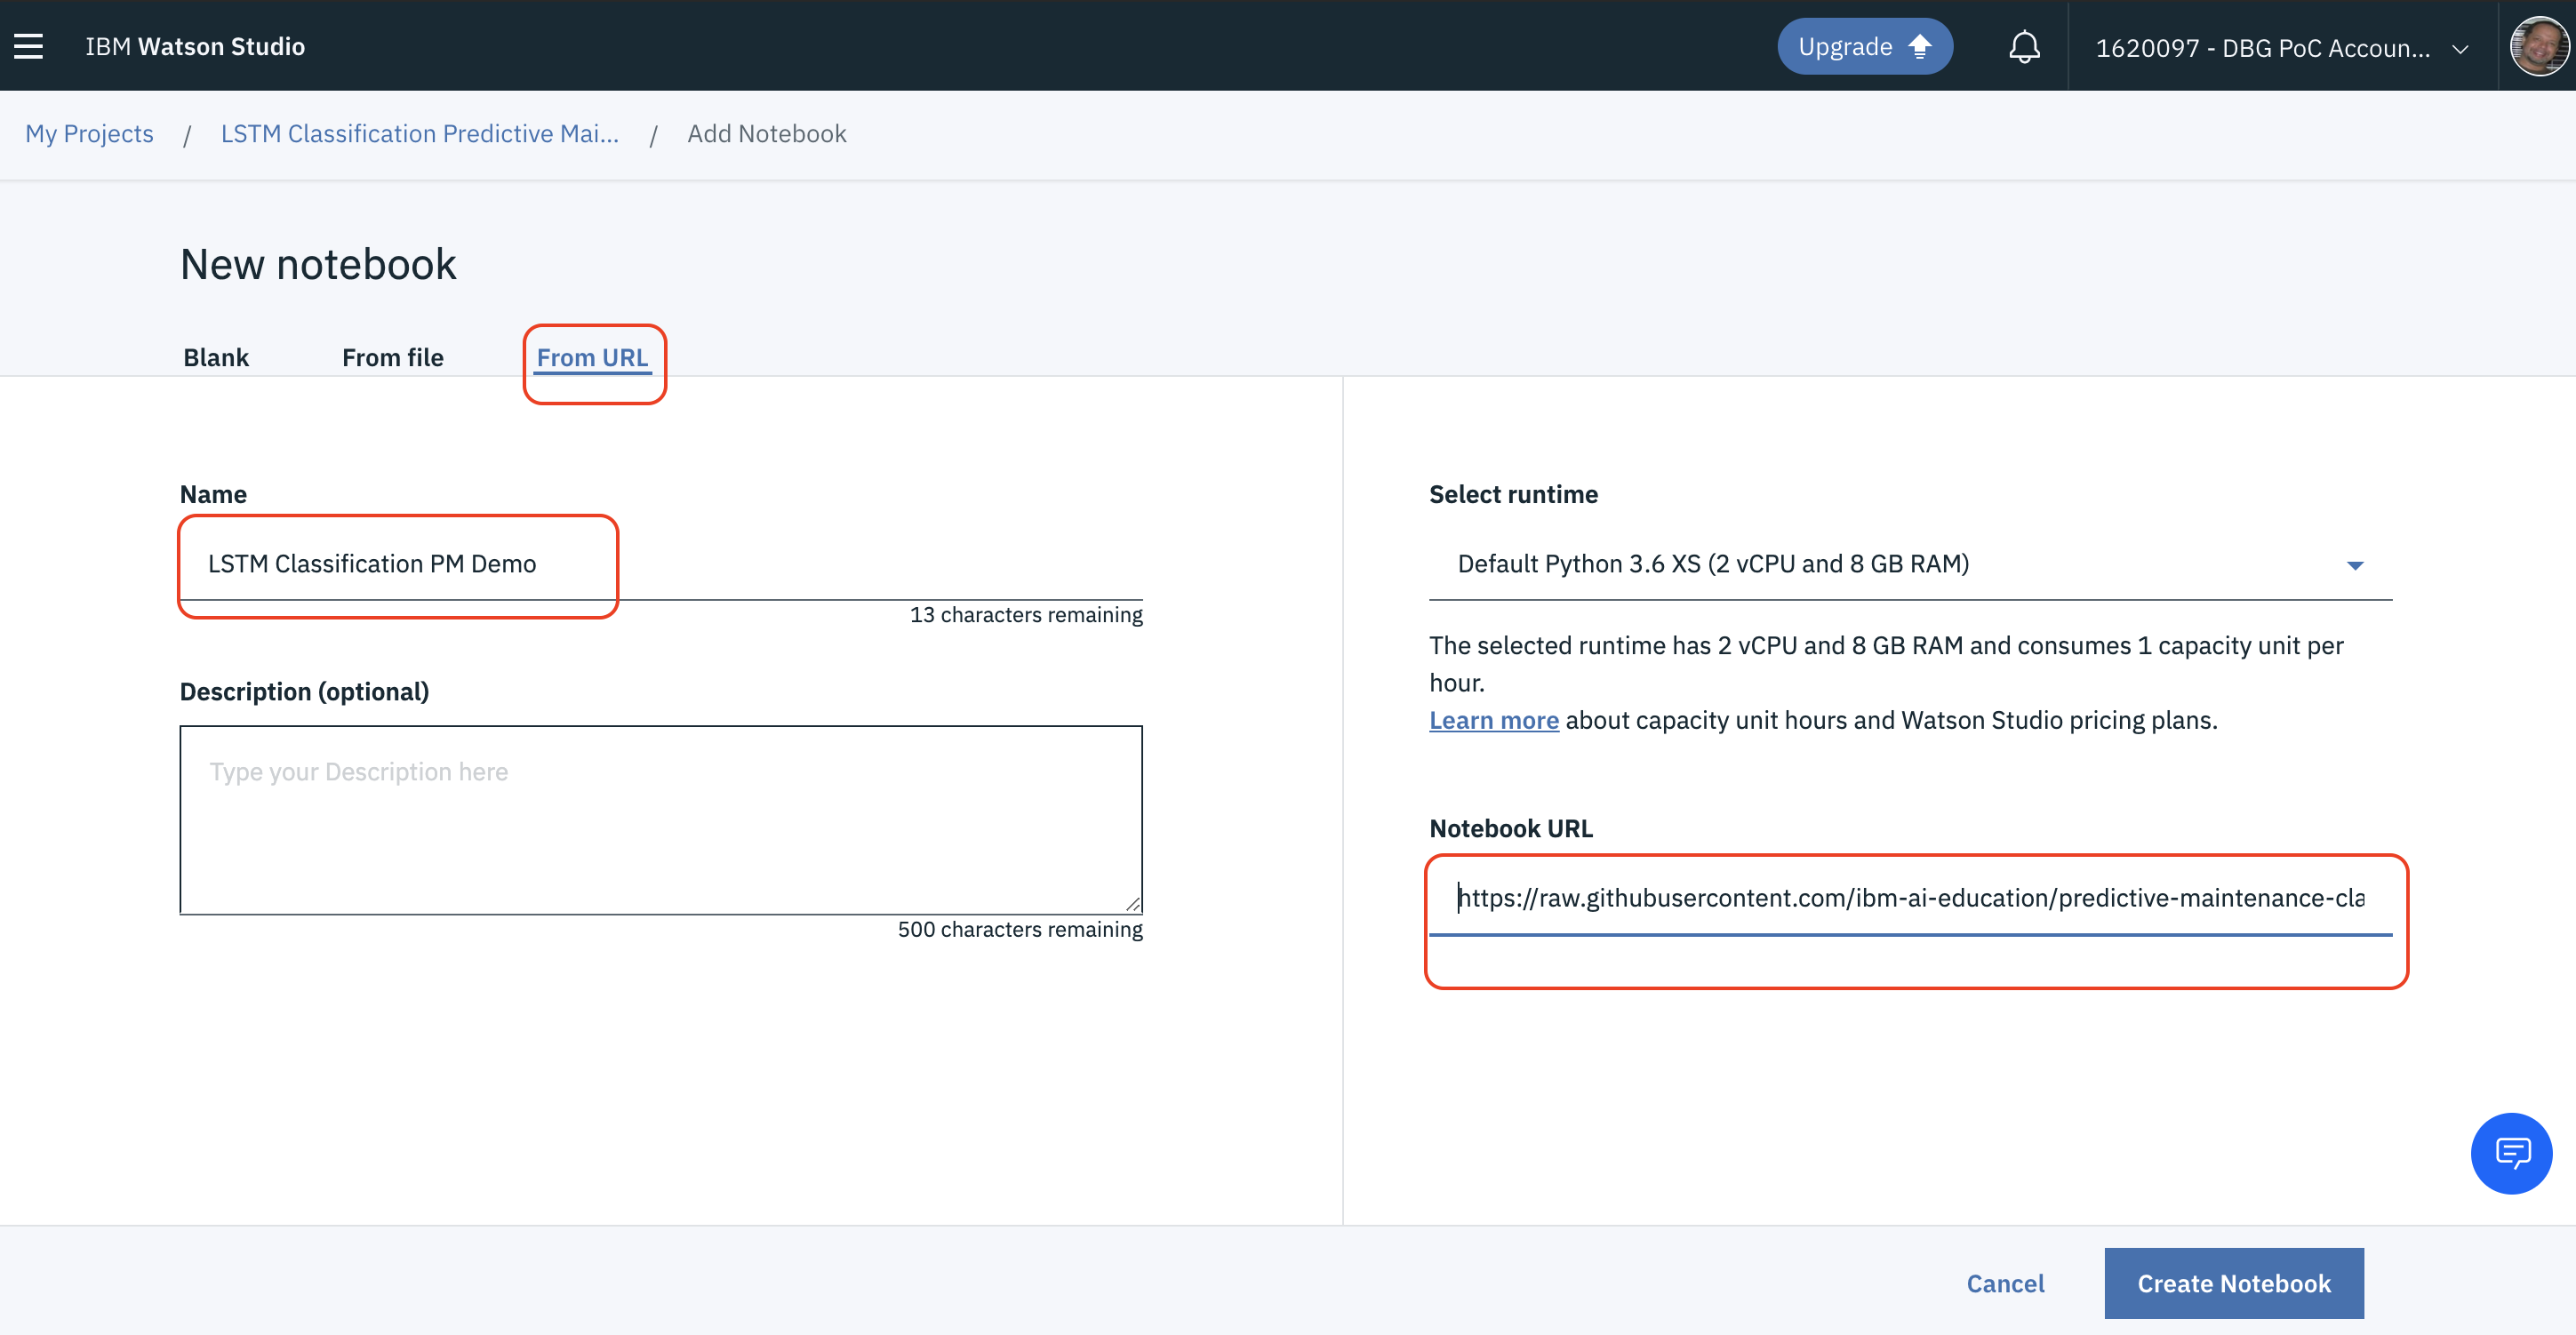 IBM Watson Studio
Upgrade
1620097 - DBG PoC Accoun...
My Projects / LSTM Classification Predictive Mai... / Add Notebook
New notebook
Blank From file From URL
Name
LSTM Classification PM Demo
13 characters remaining
Description (optional)
Type your Description here
500 characters remaining
Select runtime
Default Python 3.6 XS (2 vCPU and 8 GB RAM)
The selected runtime has 2 vCPU and 8 GB RAM and consumes 1 capacity unit per
hour.
Learn more about capacity unit hours and Watson Studio pricing plans.
Notebook URL
https://raw.githubusercontent.com/ibm-ai-education/predictive-maintenance-cla
Cancel Create Notebook